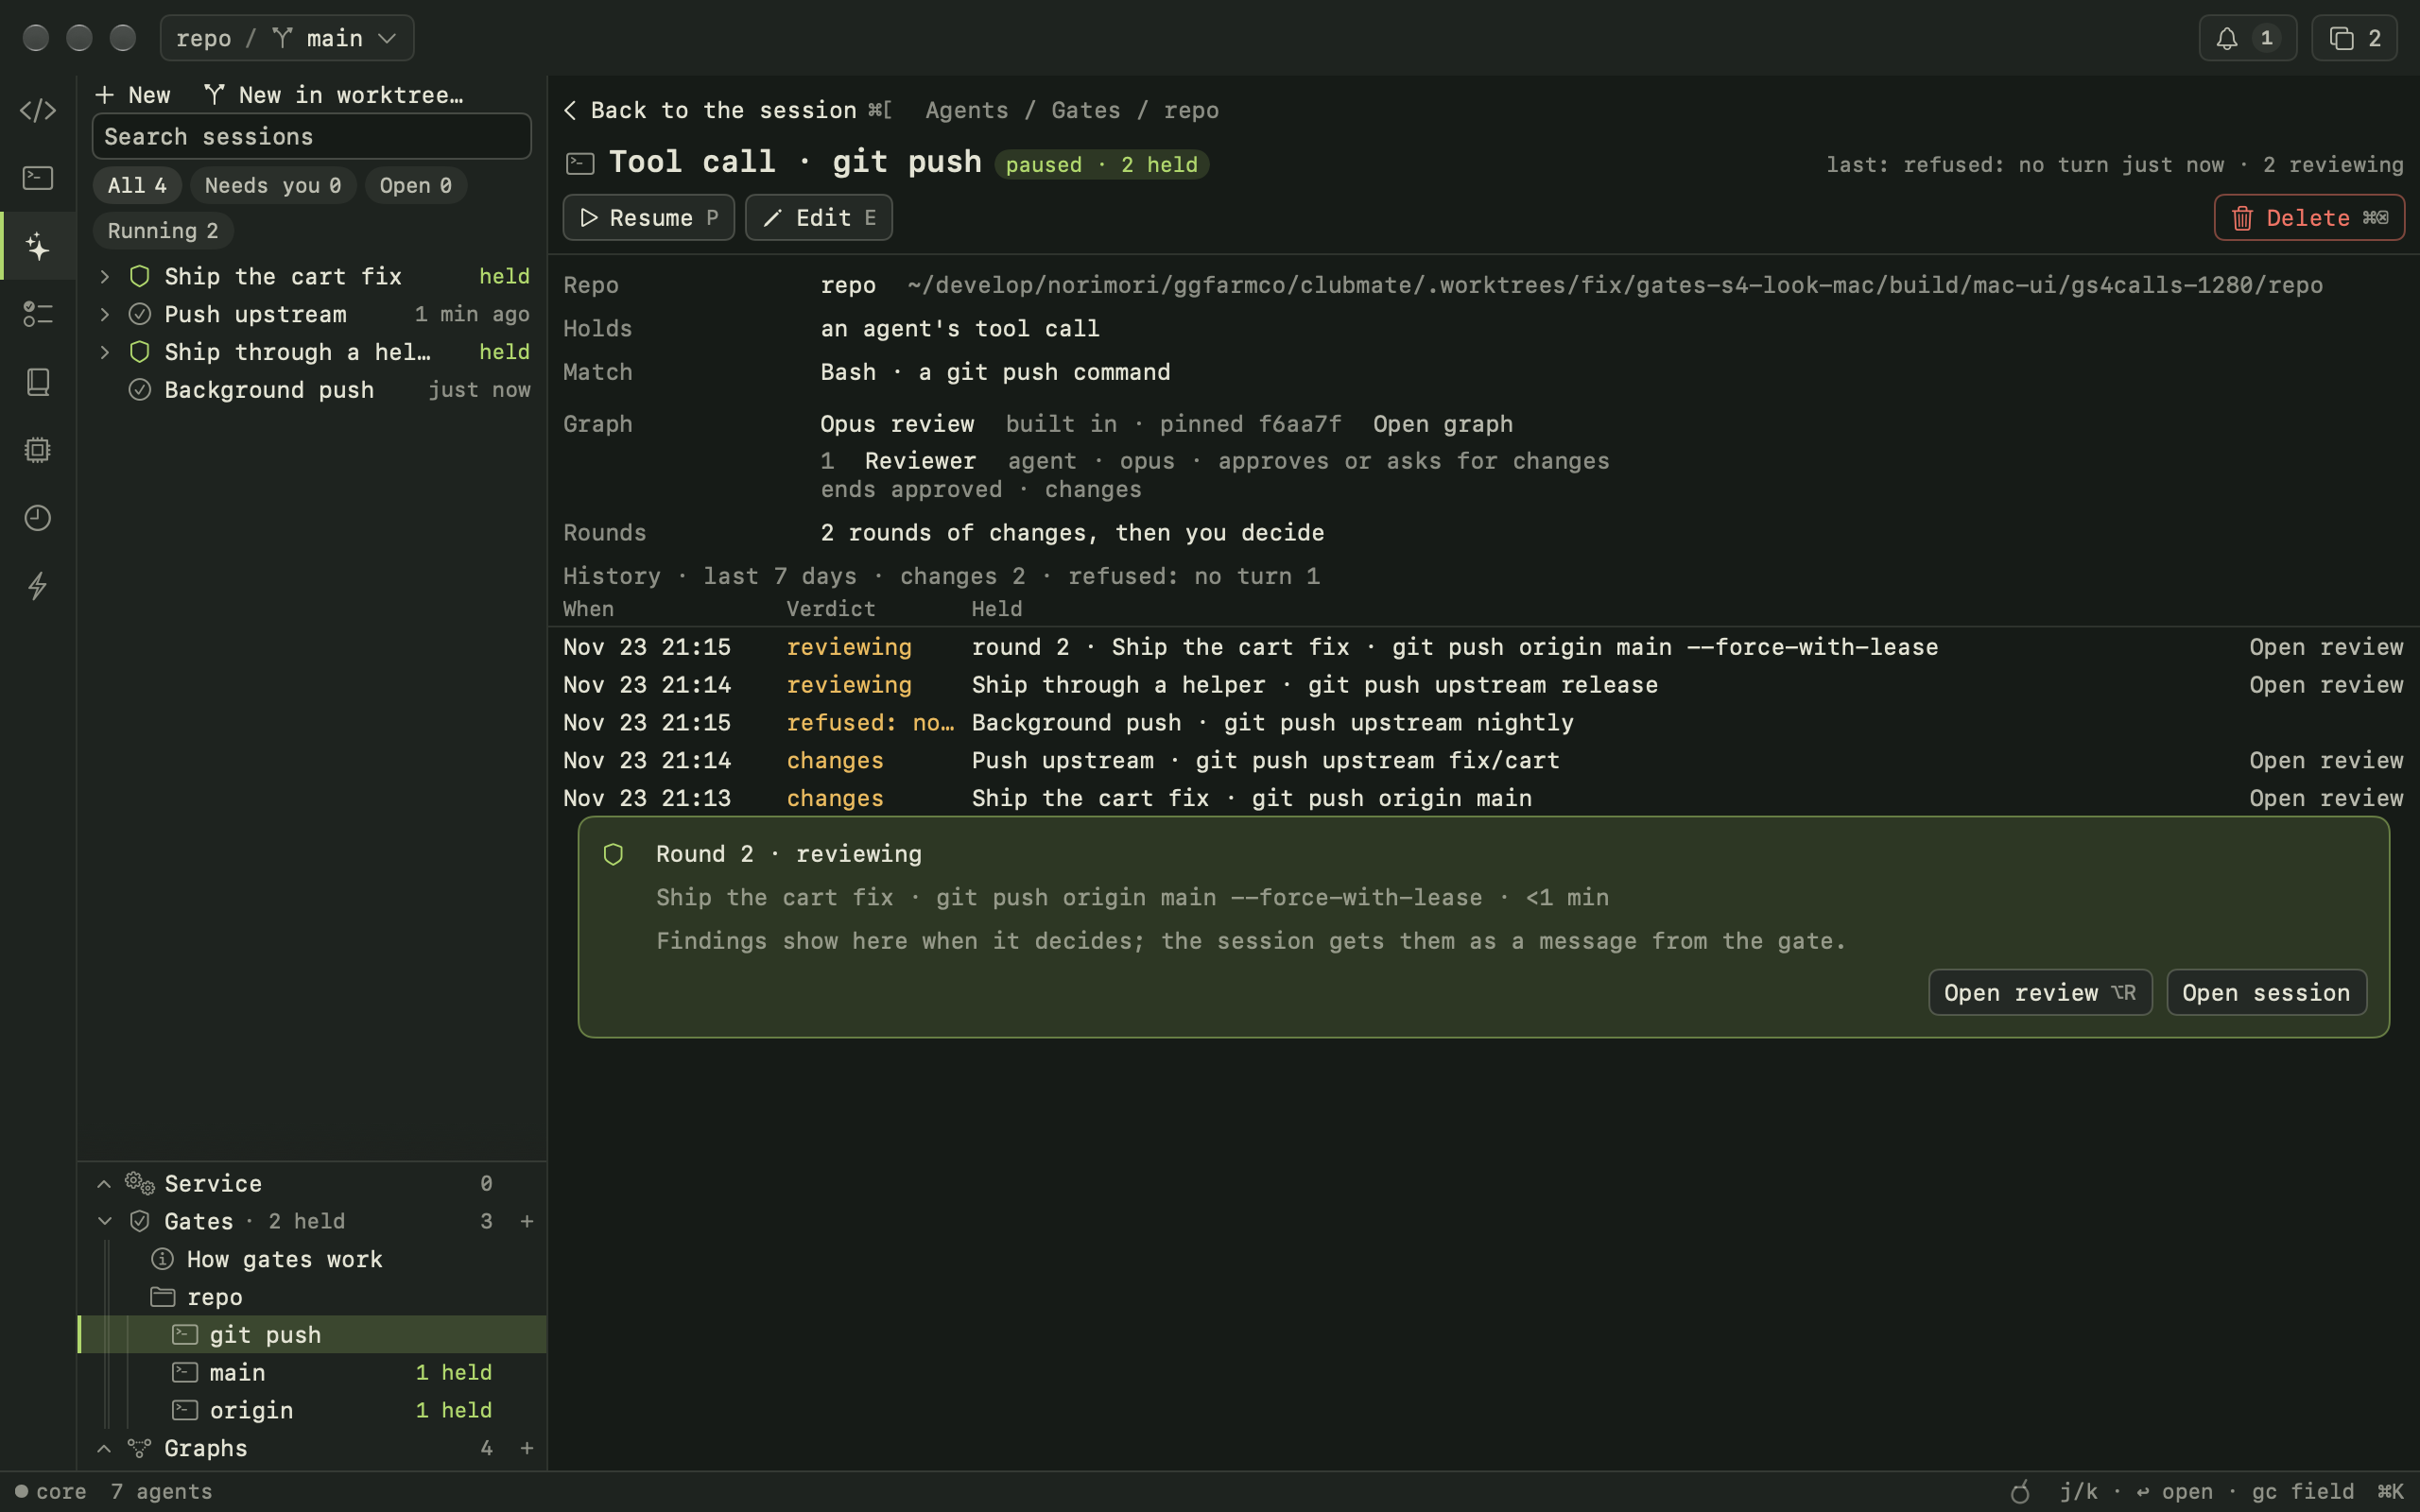 repo / main
1
2
New
New in worktree…
Search sessions
All 4
Needs you 0
Open 0
Running 2
Ship the cart fix held
Push upstream 1 min ago
Ship through a hel… held
Background push just now
Service 0
Gates · 2 held 3 +
How gates work
repo
git push
main 1 held
origin 1 held
Graphs 4 +
Back to the session ⌘[ Agents / Gates / repo
Tool call · git push paused · 2 held
last: refused: no turn just now · 2 reviewing
Resume P
Edit E
Delete ⌘⌫
Repo repo ~/develop/norimori/ggfarmco/clubmate/.worktrees/fix/gates-s4-look-mac/build/mac-ui/gs4calls-1280/repo
Holds an agent's tool call
Match Bash · a git push command
Graph Opus review built in · pinned f6aa7f Open graph
1 Reviewer agent · opus · approves or asks for changes
ends approved · changes
Rounds 2 rounds of changes, then you decide
History · last 7 days · changes 2 · refused: no turn 1
When Verdict Held
Nov 23 21:15 reviewing round 2 · Ship the cart fix · git push origin main --force-with-lease Open review
Nov 23 21:14 reviewing Ship through a helper · git push upstream release Open review
Nov 23 21:15 refused: no… Background push · git push upstream nightly
Nov 23 21:14 changes Push upstream · git push upstream fix/cart Open review
Nov 23 21:13 changes Ship the cart fix · git push origin main Open review
Round 2 · reviewing
Ship the cart fix · git push origin main --force-with-lease · <1 min
Findings show here when it decides; the session gets them as a message from the gate.
Open review ⌥R
Open session
core 7 agents
j/k · ↩ open · gc field ⌘K